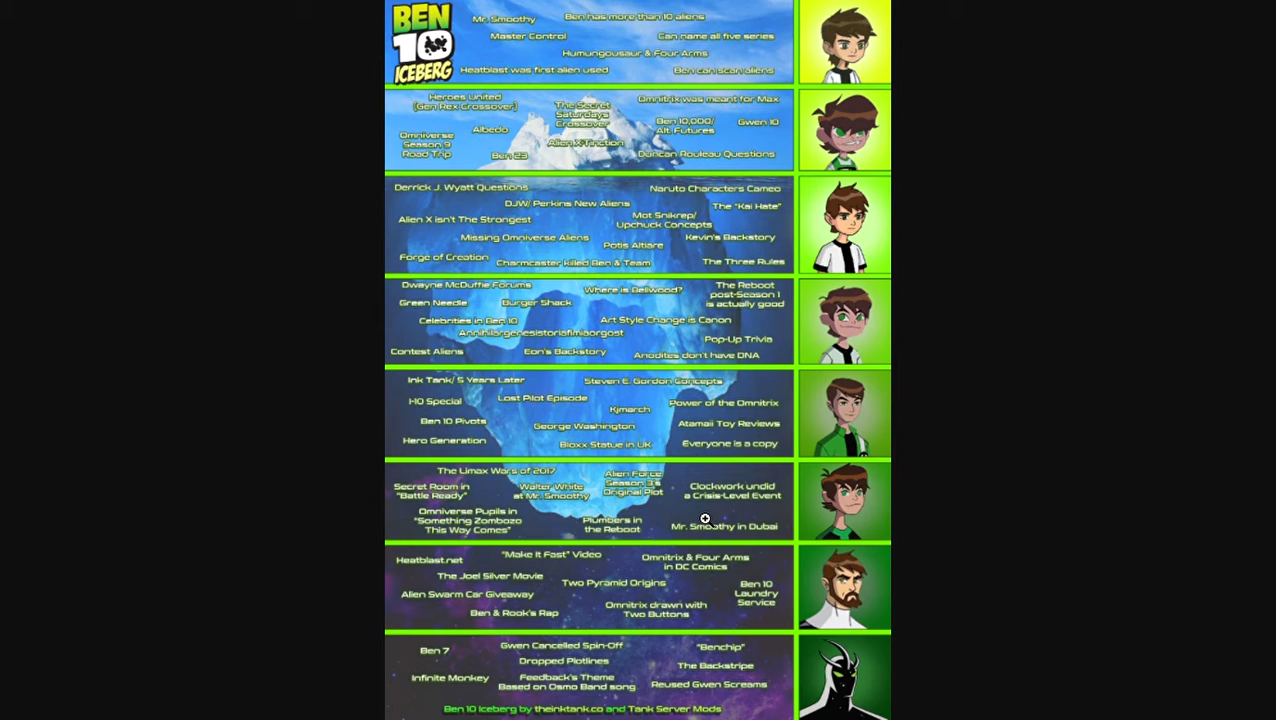 BEN
10
ICEBERG
Mr. Smoothy
Ben has more than 10 aliens
Master Control
Can name all five series
Humungousaur & Four Arms
Heatblast was first alien used
Ben can scan aliens
Heroes United
(Gen Rex Crossover)
The Secret
Saturdays
Crossover
Omnitrix was meant for Max
Ben 10,000/
Alt. Futures
Gwen 10
Albedo
Omniverse
Season 9
Road Trip
Alien X-Tinction
Ben 23
Duncan Rouleau Questions
Derrick J. Wyatt Questions
Naruto Characters Cameo
DJW/ Perkins New Aliens
The "Kai Hate"
Alien X isn't The Strongest
Mot Snikrep/
Upchuck Concepts
Missing Omniverse Aliens
Kevin's Backstory
Potis Altiare
Forge of Creation
Charmcaster killed Ben & Team
The Three Rules
Dwayne McDuffie Forums
Where is Bellwood?
The Reboot
post-Season 1
is actually good
Green Needle
Burger Shack
Celebrities in Ben 10
Art Style Change is Canon
Annihilargenesistoriafimiaorgost
Pop-Up Trivia
Contest Aliens
Eon's Backstory
Anodites don't have DNA
Ink Tank/ 5 Years Later
Steven E. Gordon Concepts
I-10 Special
Lost Pilot Episode
Power of the Omnitrix
Kjmarch
Ben 10 Pivots
George Washington
Atamaii Toy Reviews
Hero Generation
Bloxx Statue in UK
Everyone is a copy
The Limax Wars of 2017
Alien Force
Season 3's
Original Plot
Secret Room in
"Battle Ready"
Walter White
at Mr. Smoothy
Clockwork undid
a Crisis-Level Event
Omniverse Pupils in
"Something Zombozo
This Way Comes"
Plumbers in
the Reboot
Mr. Smoothy in Dubai
Heatblast.net
"Make It Fast" Video
Omnitrix & Four Arms
in DC Comics
The Joel Silver Movie
Two Pyramid Origins
Ben 10
Laundry
Service
Alien Swarm Car Giveaway
Ben & Rook's Rap
Omnitrix drawn with
Two Buttons
Ben 7
Gwen Cancelled Spin-Off
"Benchip"
Dropped Plotlines
The Backstripe
Infinite Monkey
Feedback's Theme
Based on Osmo Band song
Reused Gwen Screams
Ben 10 Iceberg by theinktank.co and Tank Server Mods